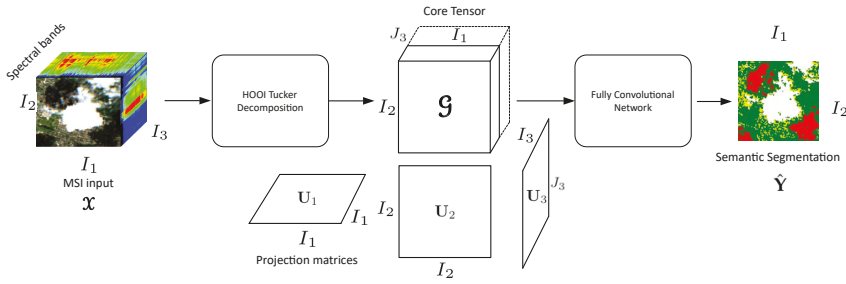 Spectral bands
I₂
I₃
I₁
MSI input
𝓧
HOOI Tucker
Decomposition
Core Tensor
J₃
I₁
I₂
𝓖
I₃
Fully Convolutional
Network
I₁
I₂
Semantic Segmentation
Ŷ
U₁
I₁
I₁
Projection matrices
I₂
U₂
I₂
U₃
J₃